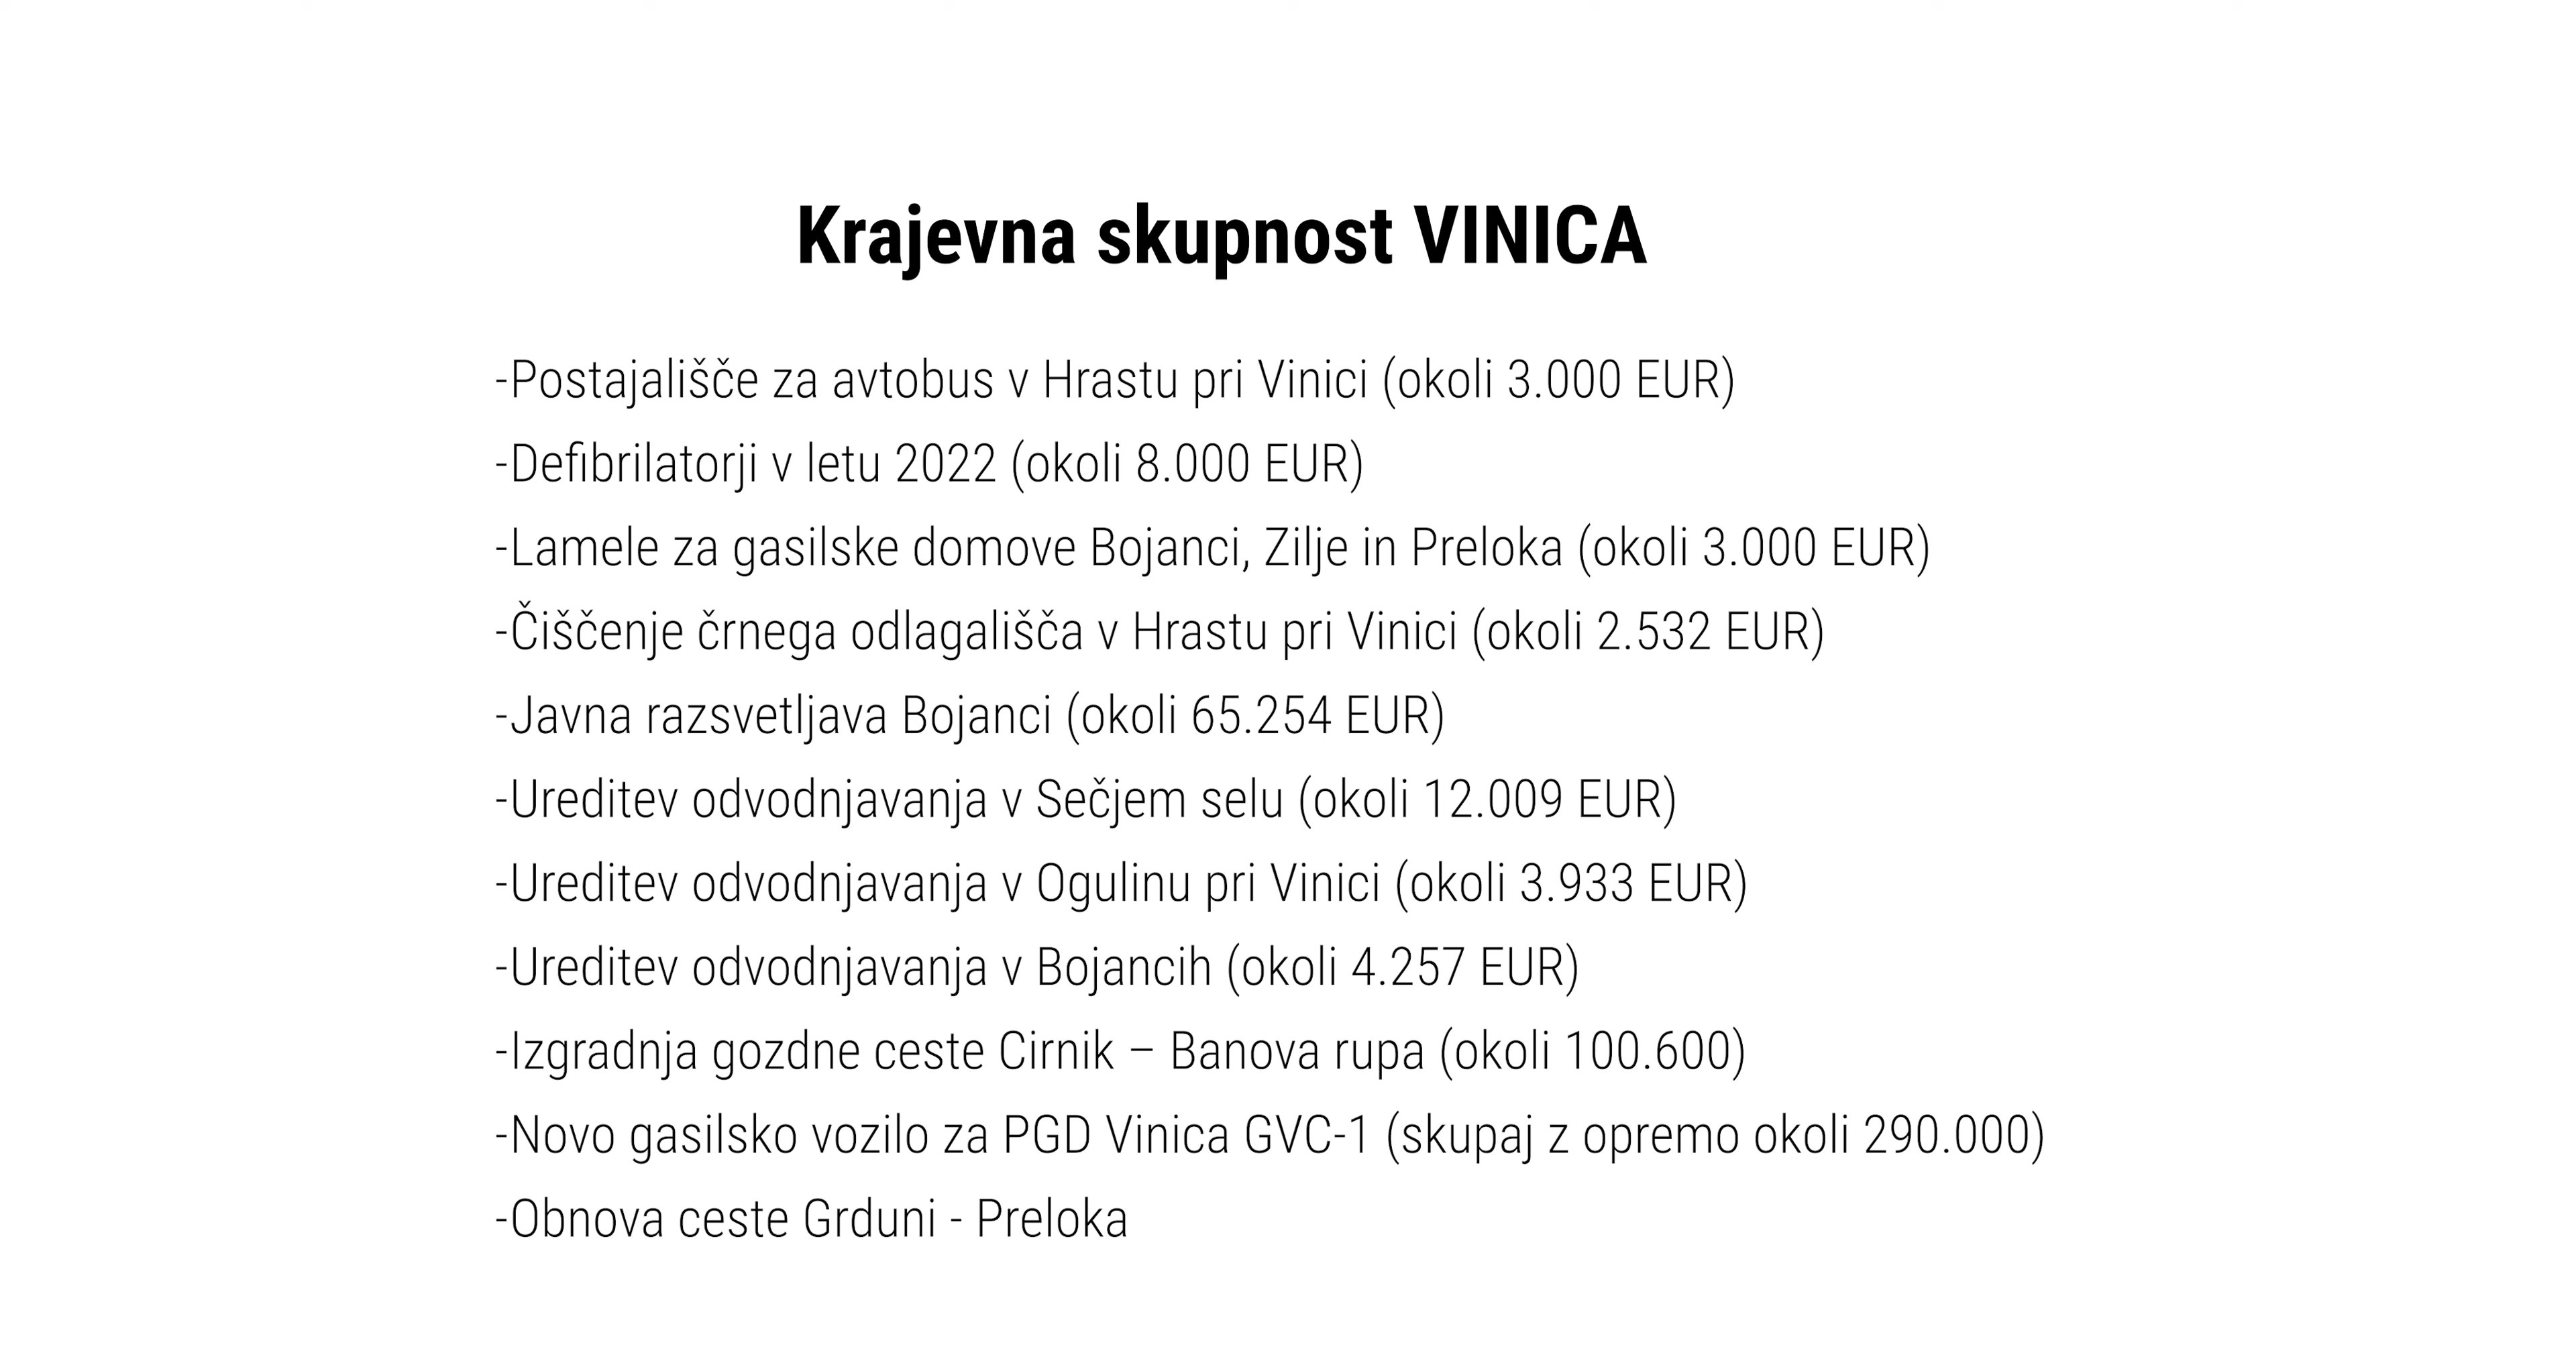 Krajevna skupnost VINICA
-Postajališče za avtobus v Hrastu pri Vinici (okoli 3.000 EUR)
-Defibrilatorji v letu 2022 (okoli 8.000 EUR)
-Lamele za gasilske domove Bojanci, Zilje in Preloka (okoli 3.000 EUR)
-Čiščenje črnega odlagališča v Hrastu pri Vinici (okoli 2.532 EUR)
-Javna razsvetljava Bojanci (okoli 65.254 EUR)
-Ureditev odvodnjavanja v Sečjem selu (okoli 12.009 EUR)
-Ureditev odvodnjavanja v Ogulinu pri Vinici (okoli 3.933 EUR)
-Ureditev odvodnjavanja v Bojancih (okoli 4.257 EUR)
-Izgradnja gozdne ceste Cirnik – Banova rupa (okoli 100.600)
-Novo gasilsko vozilo za PGD Vinica GVC-1 (skupaj z opremo okoli 290.000)
-Obnova ceste Grduni - Preloka